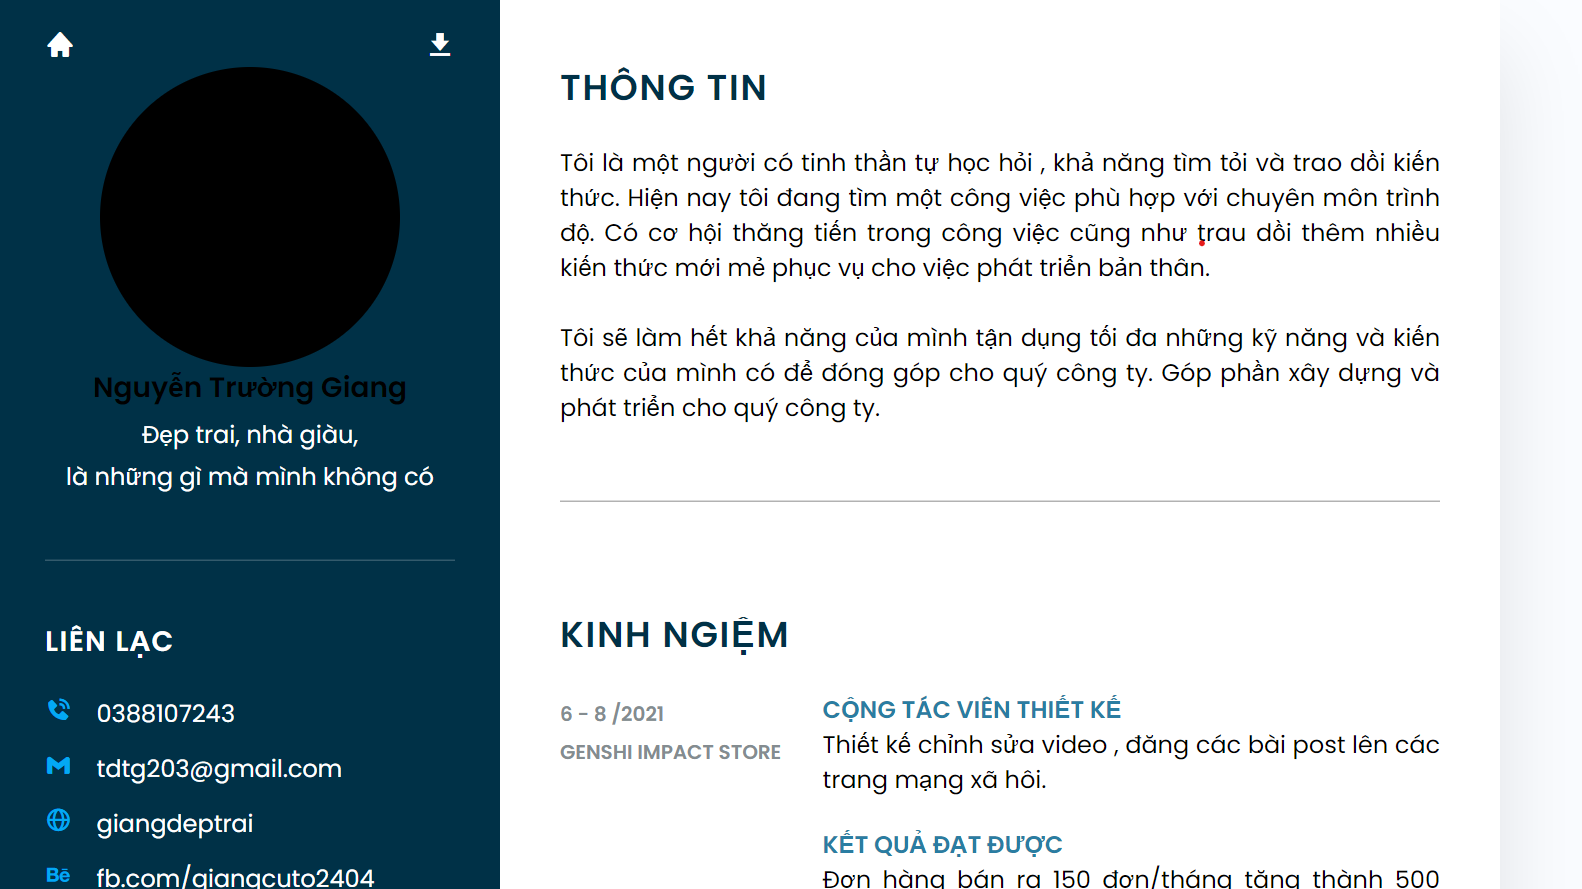 Nguyễn Trường Giang
Đẹp trai, nhà giàu,
là những gì mà mình không có
LIÊN LẠC
0388107243
tdtg203@gmail.com
giangdeptrai
Bē
fb.com/giangcuto2404
THÔNG TIN
Tôi là một người có tinh thần tự học hỏi , khả năng tìm tỏi và trao dồi kiến
thức. Hiện nay tôi đang tìm một công việc phù hợp với chuyên môn trình
độ. Có cơ hội thăng tiến trong công việc cũng như trau dồi thêm nhiều
kiến thức mới mẻ phục vụ cho việc phát triển bản thân.
Tôi sẽ làm hết khả năng của mình tận dụng tối đa những kỹ năng và kiến
thức của mình có để đóng góp cho quý công ty. Góp phần xây dựng và
phát triển cho quý công ty.
KINH NGIỆM
6 - 8 /2021
GENSHI IMPACT STORE
CỘNG TÁC VIÊN THIẾT KẾ
Thiết kế chỉnh sửa video , đăng các bài post lên các
trang mạng xã hôi.
KẾT QUẢ ĐẠT ĐƯỢC
Đơn hàng bán ra 150 đơn/tháng tăng thành 500